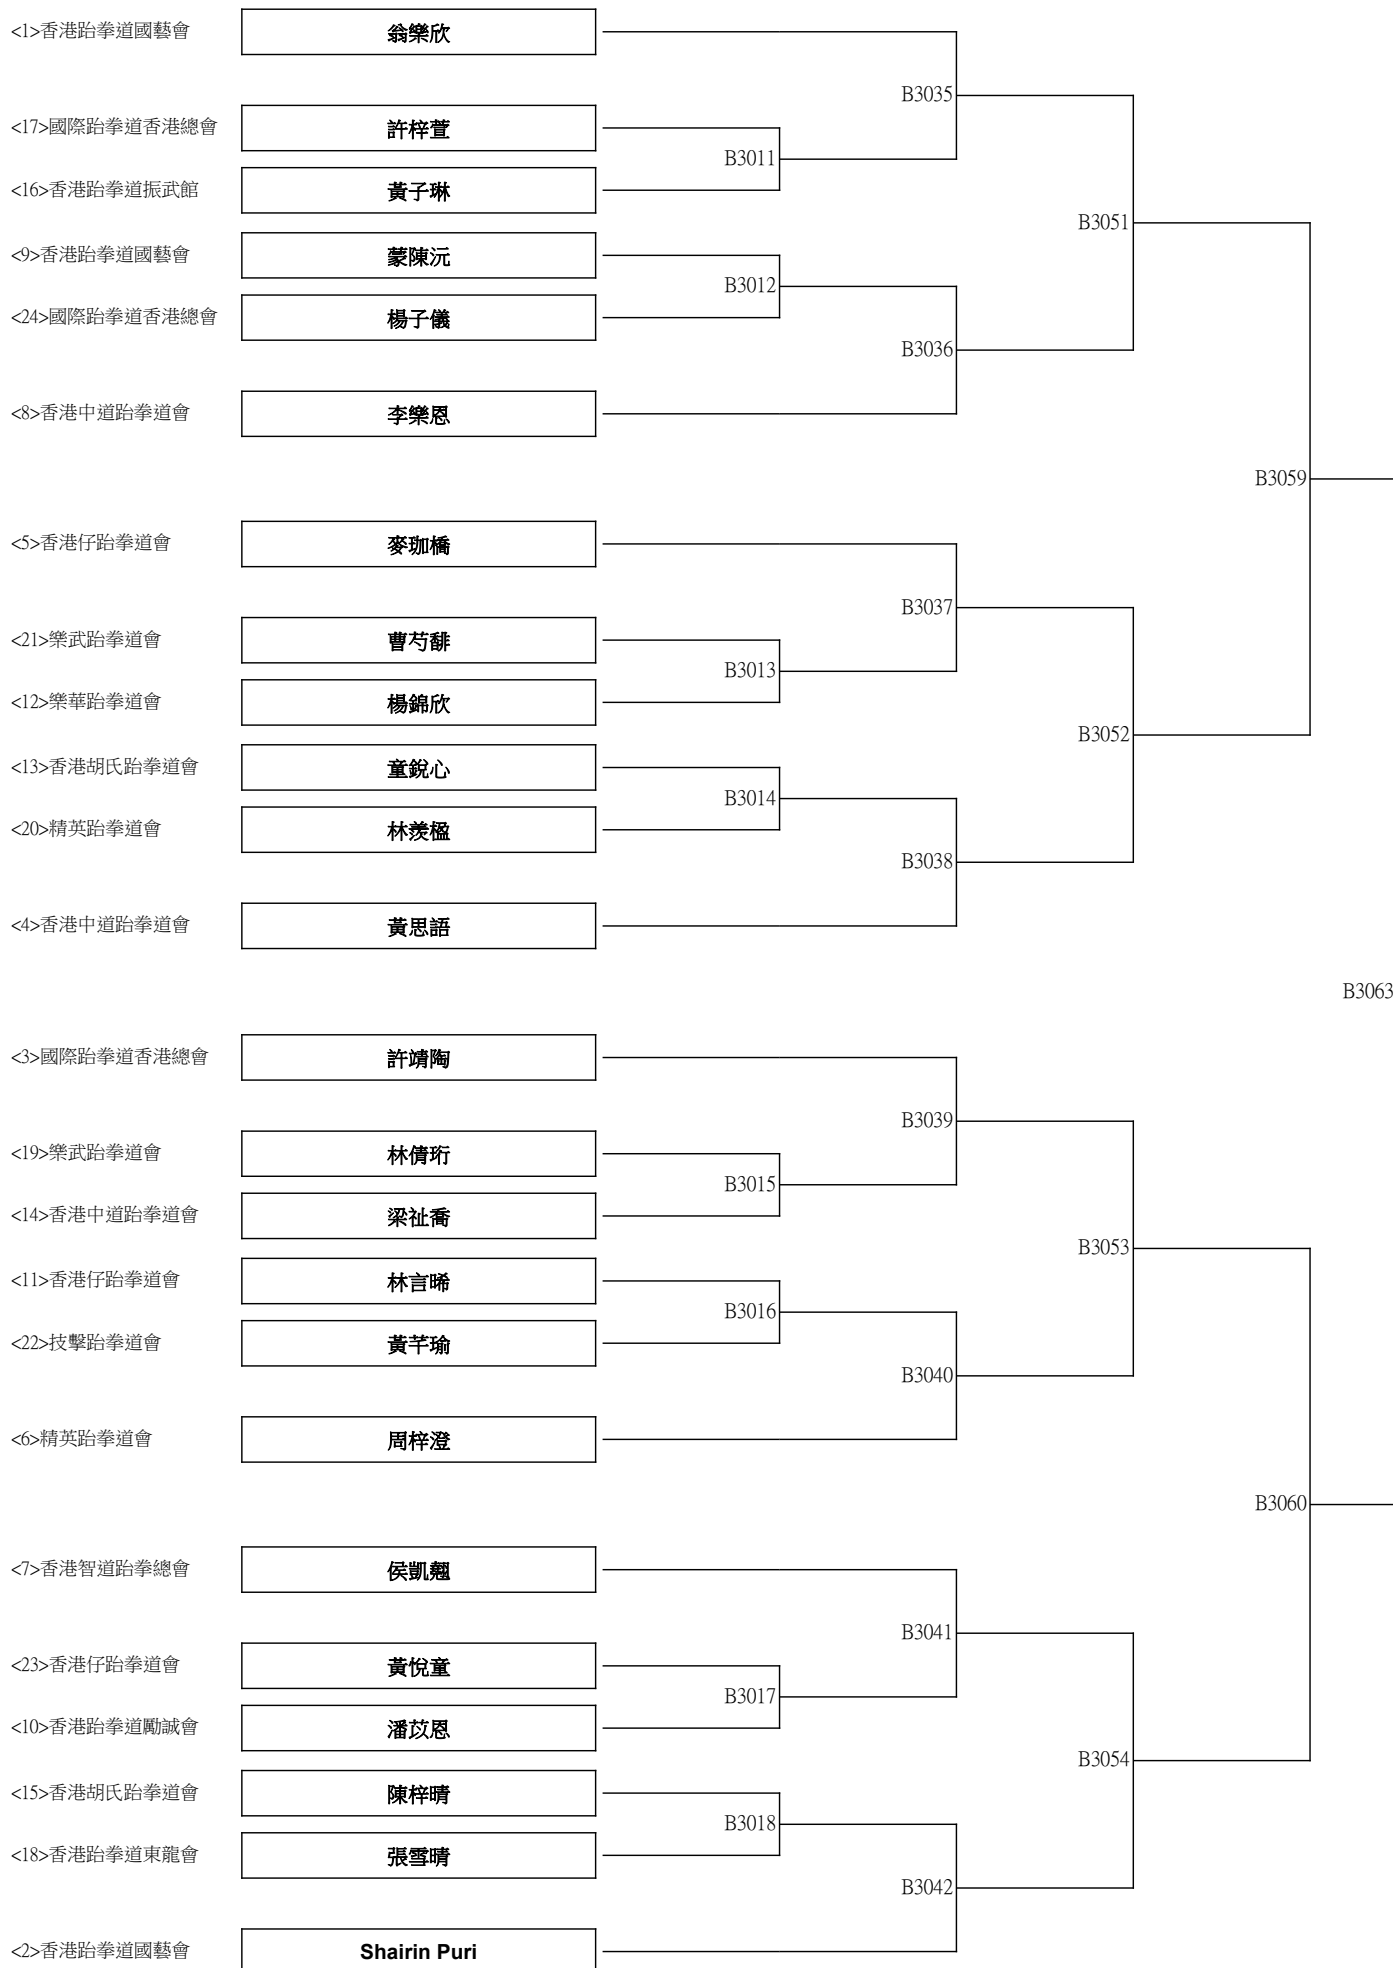 <1>香港跆拳道國藝會 翁樂欣
B3035
<17>國際跆拳道香港總會 許梓萱
B3011
<16>香港跆拳道振武館 黃子琳
B3051
<9>香港跆拳道國藝會 蒙陳沅
B3012
<24>國際跆拳道香港總會 楊子儀
B3036
<8>香港中道跆拳道會 李樂恩
B3059
<5>香港仔跆拳道會 麥珈橋
B3037
<21>樂武跆拳道會 曹芍馡
B3013
<12>樂華跆拳道會 楊錦欣
B3052
<13>香港胡氏跆拳道會 童銳心
B3014
<20>精英跆拳道會 林羨楹
B3038
<4>香港中道跆拳道會 黃思語
B3063
<3>國際跆拳道香港總會 許靖陶
B3039
<19>樂武跆拳道會 林倩珩
B3015
<14>香港中道跆拳道會 梁祉喬
B3053
<11>香港仔跆拳道會 林言晞
B3016
<22>技擊跆拳道會 黃芊瑜
B3040
<6>精英跆拳道會 周梓澄
B3060
<7>香港智道跆拳總會 侯凱翹
B3041
<23>香港仔跆拳道會 黃悅童
B3017
<10>香港跆拳道勵誠會 潘苡恩
B3054
<15>香港胡氏跆拳道會 陳梓晴
B3018
<18>香港跆拳道東龍會 張雪晴
B3042
<2>香港跆拳道國藝會 Shairin Puri